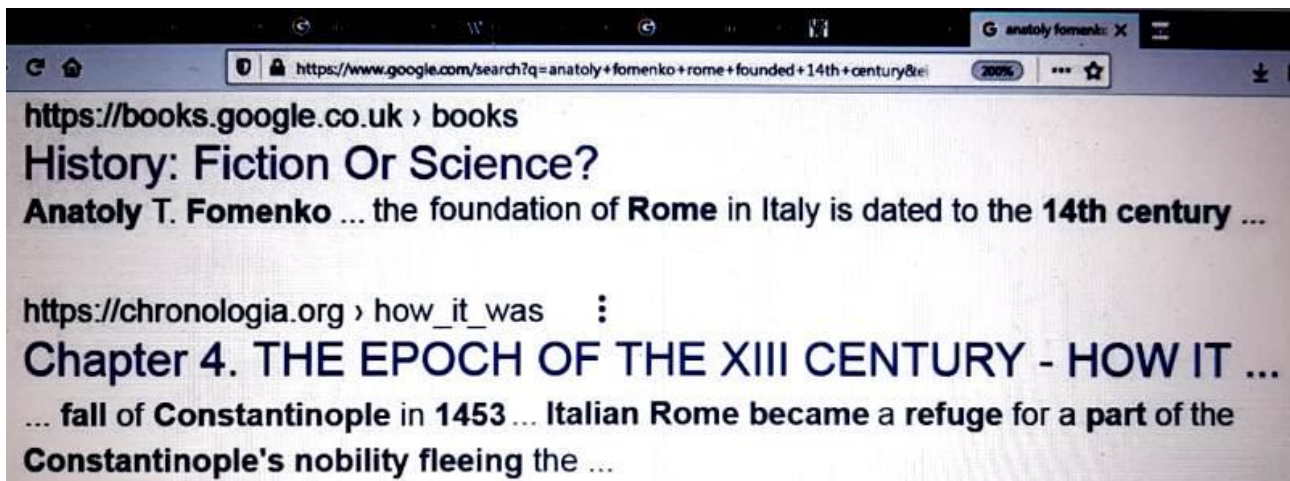 G anatoly fomenko X
https://www.google.com/search?q=anatoly+fomenko+rome+founded+14th+century&ei
200%
https://books.google.co.uk › books
History: Fiction Or Science?
Anatoly T. Fomenko ... the foundation of Rome in Italy is dated to the 14th century ...
https://chronologia.org › how_it_was
Chapter 4. THE EPOCH OF THE XIII CENTURY - HOW IT ...
... fall of Constantinople in 1453 ... Italian Rome became a refuge for a part of the
Constantinople's nobility fleeing the ...